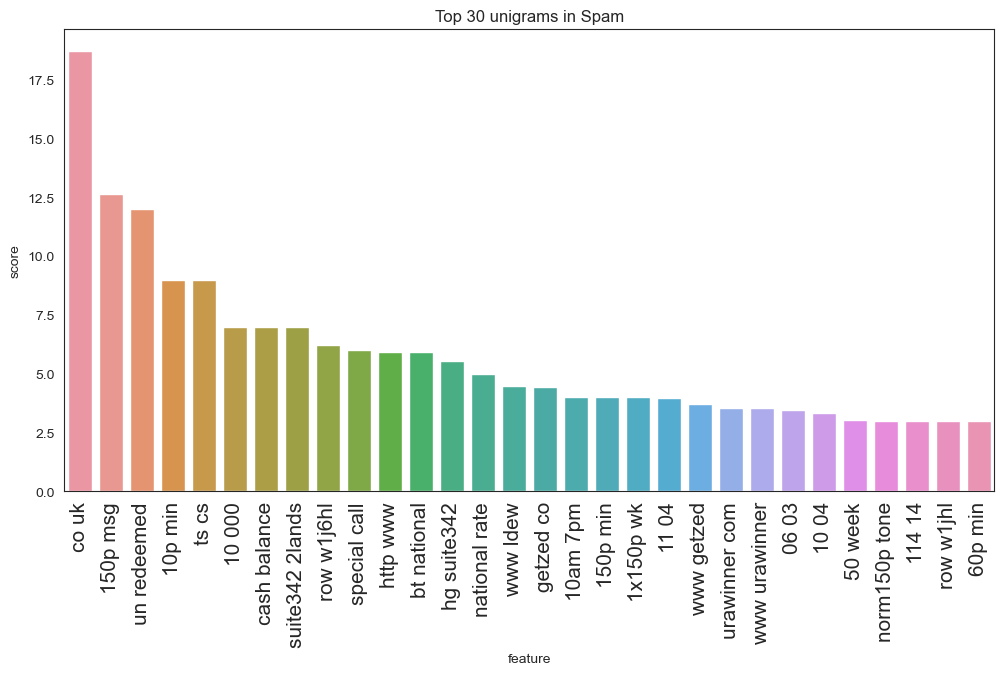 Top 30 unigrams in Spam
score
17.5
15.0
12.5
10.0
7.5
5.0
2.5
0.0
co uk
150p msg
un redeemed
10p min
ts cs
10 000
cash balance
suite342 2lands
row w1j6hl
special call
http www
bt national
hg suite342
national rate
www ldew
getzed co
10am 7pm
150p min
1x150p wk
11 04
www getzed
urawinner com
www urawinner
06 03
10 04
50 week
norm150p tone
114 14
row w1jhl
60p min
feature